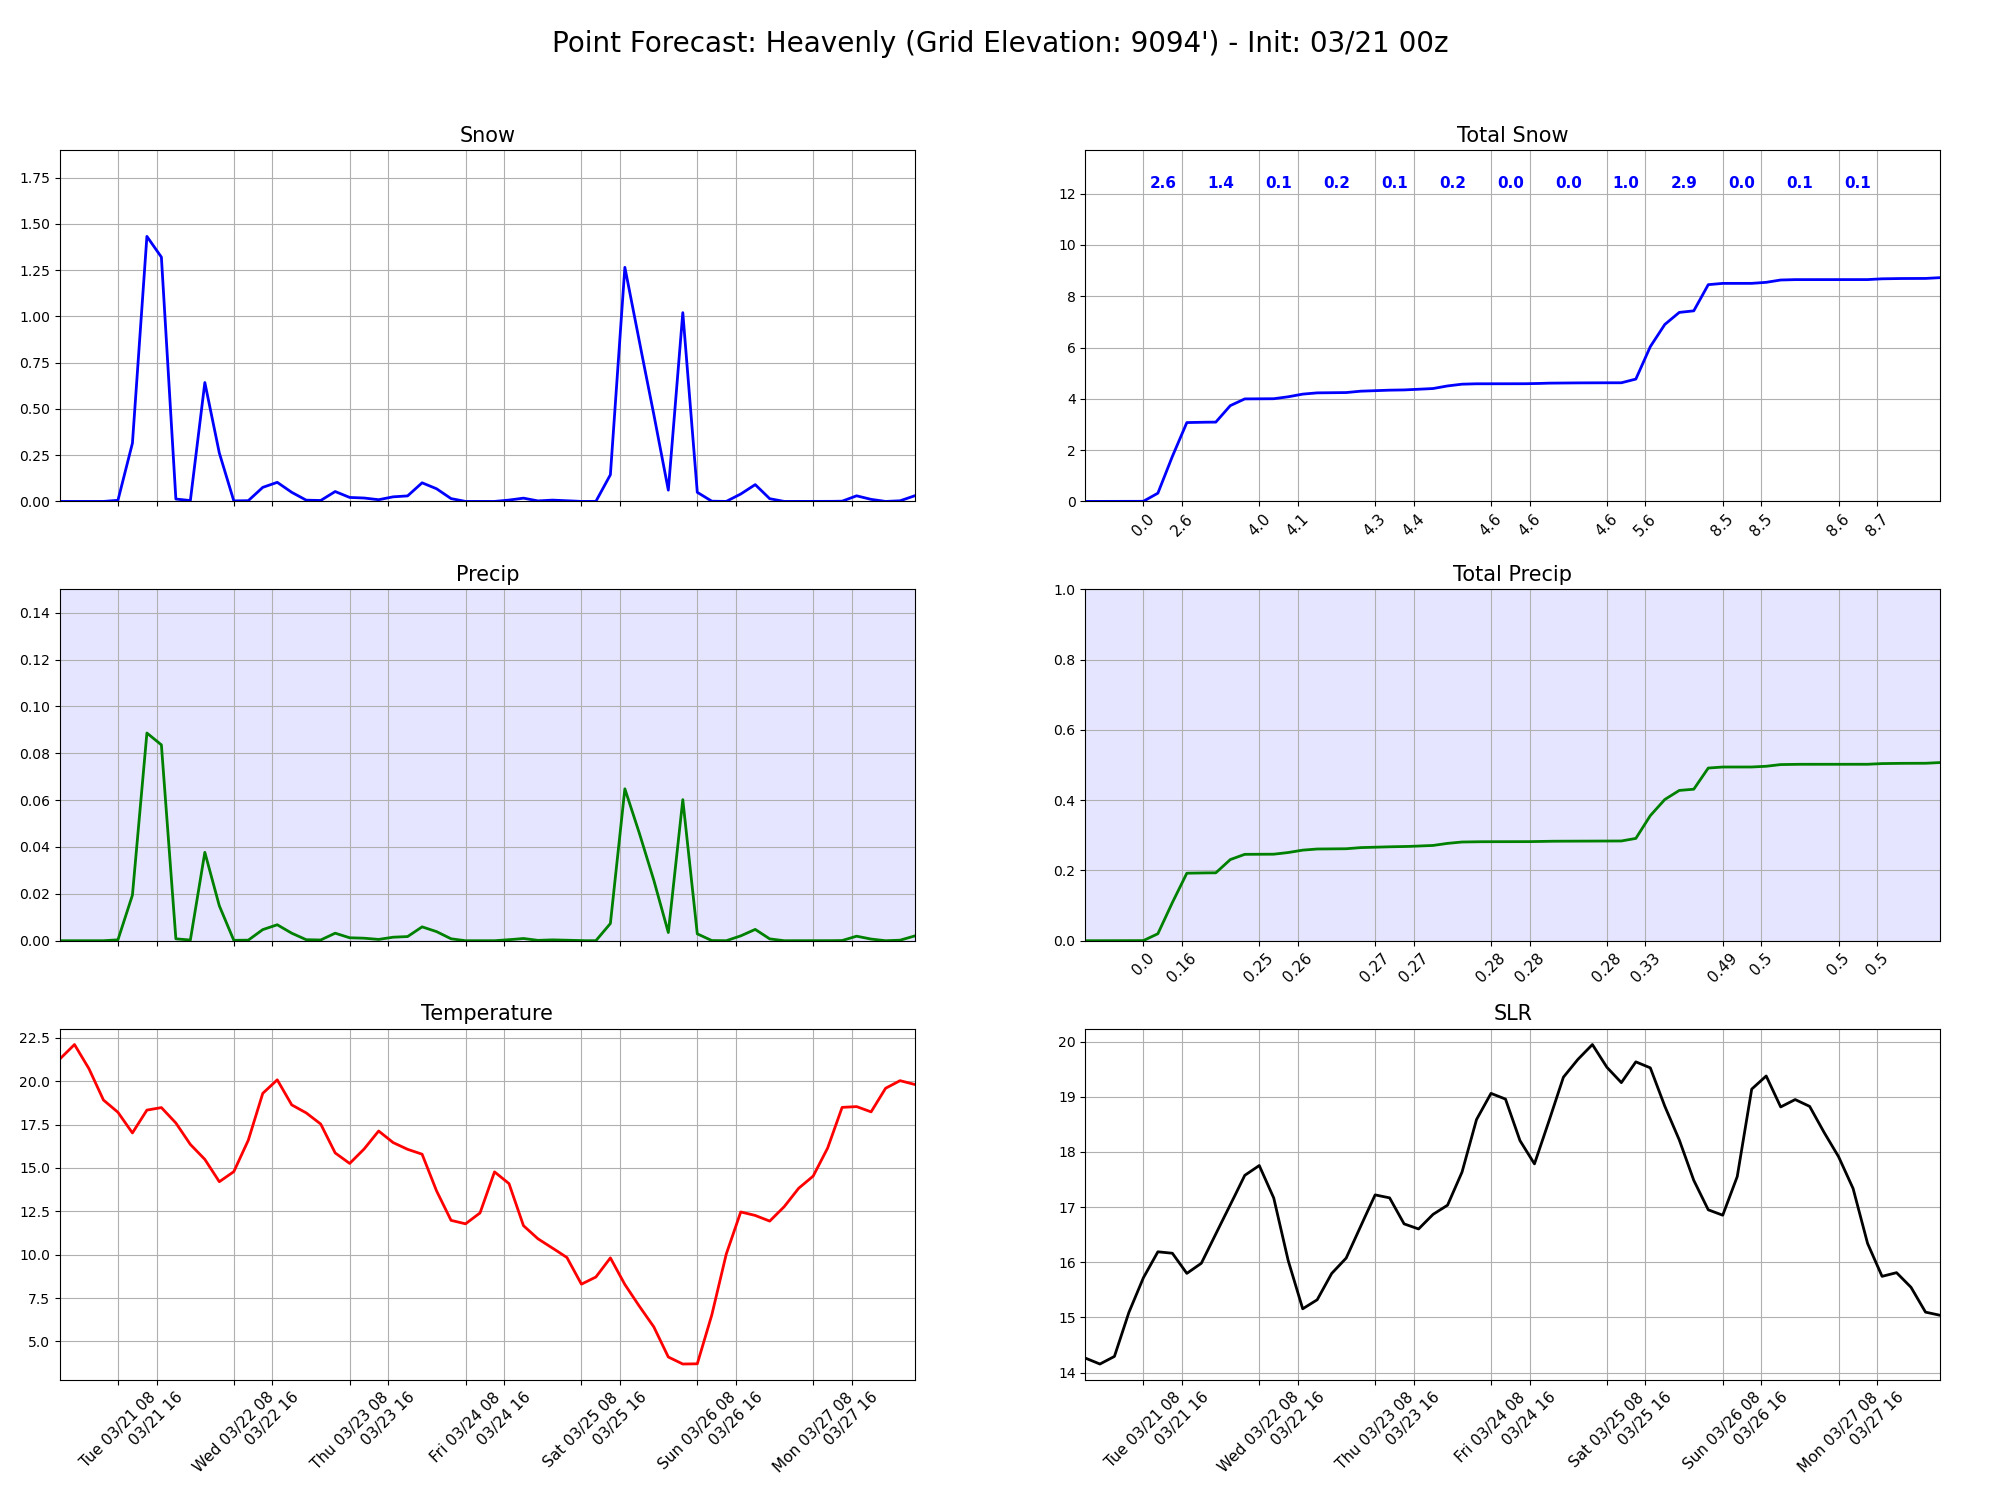 Point Forecast: Heavenly (Grid Elevation: 9094') - Init: 03/21 00z
Snow
1.75
1.50
1.25
1.00
0.75
0.50
0.25
0.00
Total Snow
2.6 1.4 0.1 0.2 0.1 0.2 0.0 0.0 1.0 2.9 0.0 0.1 0.1
12
10
8
6
4
2
0
0.0 2.6 4.0 4.1 4.3 4.4 4.6 4.6 4.6 5.6 8.5 8.5 8.6 8.7
Precip
0.14
0.12
0.10
0.08
0.06
0.04
0.02
0.00
Total Precip
1.0
0.8
0.6
0.4
0.2
0.0
0.0 0.16 0.25 0.26 0.27 0.27 0.28 0.28 0.28 0.33 0.49 0.5 0.5 0.5
Temperature
22.5
20.0
17.5
15.0
12.5
10.0
7.5
5.0
Tue 03/21 08
03/21 16
Wed 03/22 08
03/22 16
Thu 03/23 08
03/23 16
Fri 03/24 08
03/24 16
Sat 03/25 08
03/25 16
Sun 03/26 08
03/26 16
Mon 03/27 08
03/27 16
SLR
20
19
18
17
16
15
14
Tue 03/21 08
03/21 16
Wed 03/22 08
03/22 16
Thu 03/23 08
03/23 16
Fri 03/24 08
03/24 16
Sat 03/25 08
03/25 16
Sun 03/26 08
03/26 16
Mon 03/27 08
03/27 16